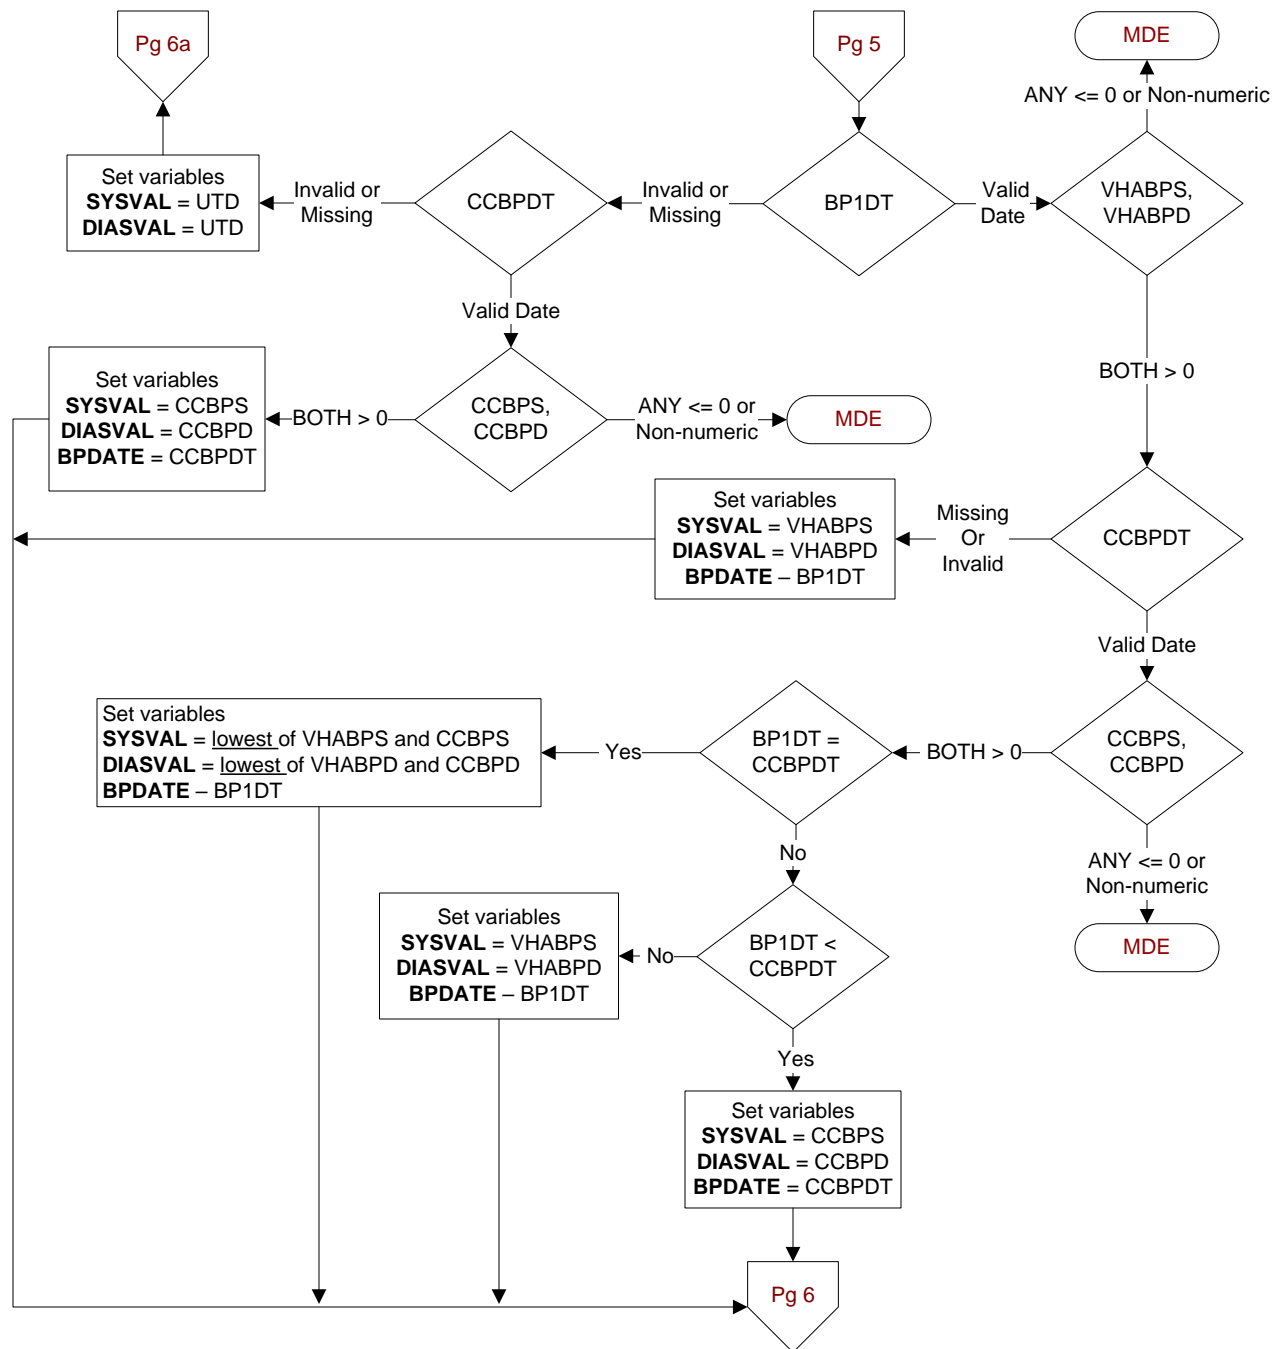 Pg 6a
Pg 5
MDE
ANY <= 0 or Non-numeric
Set variables
SYSVAL = UTD
DIASVAL = UTD
Invalid or
Missing
CCBPDT
Invalid or
Missing
BP1DT
Valid
Date
VHABPS,
VHABPD
Valid Date
BOTH > 0
Set variables
SYSVAL = CCBPS
DIASVAL = CCBPD
BPDATE = CCBPDT
BOTH > 0
CCBPS,
CCBPD
ANY <= 0 or
Non-numeric
MDE
Set variables
SYSVAL = VHABPS
DIASVAL = VHABPD
BPDATE – BP1DT
Missing
Or
Invalid
CCBPDT
Valid Date
Set variables
SYSVAL = lowest of VHABPS and CCBPS
DIASVAL = lowest of VHABPD and CCBPD
BPDATE – BP1DT
Yes
BP1DT =
CCBPDT
BOTH > 0
CCBPS,
CCBPD
No
ANY <= 0 or
Non-numeric
MDE
Set variables
SYSVAL = VHABPS
DIASVAL = VHABPD
BPDATE – BP1DT
No
BP1DT <
CCBPDT
Yes
Set variables
SYSVAL = CCBPS
DIASVAL = CCBPD
BPDATE = CCBPDT
Pg 6